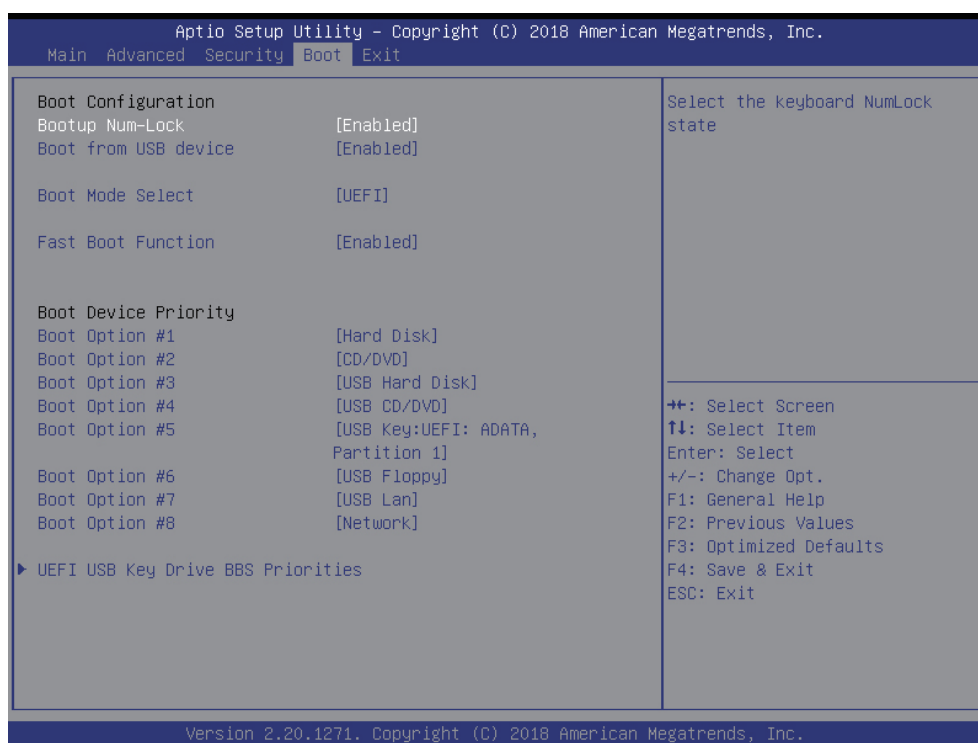 Aptio Setup Utility – Copyright (C) 2018 American Megatrends, Inc.
Main Advanced Security Boot Exit
Boot Configuration
Bootup Num-Lock [Enabled]
Boot from USB device [Enabled]
Boot Mode Select [UEFI]
Fast Boot Function [Enabled]
Boot Device Priority
Boot Option #1 [Hard Disk]
Boot Option #2 [CD/DVD]
Boot Option #3 [USB Hard Disk]
Boot Option #4 [USB CD/DVD]
Boot Option #5 [USB Key:UEFI: ADATA,
Partition 1]
Boot Option #6 [USB Floppy]
Boot Option #7 [USB Lan]
Boot Option #8 [Network]
UEFI USB Key Drive BBS Priorities
Select the keyboard NumLock
state
→←: Select Screen
↑↓: Select Item
Enter: Select
+/-: Change Opt.
F1: General Help
F2: Previous Values
F3: Optimized Defaults
F4: Save & Exit
ESC: Exit
Version 2.20.1271. Copyright (C) 2018 American Megatrends, Inc.